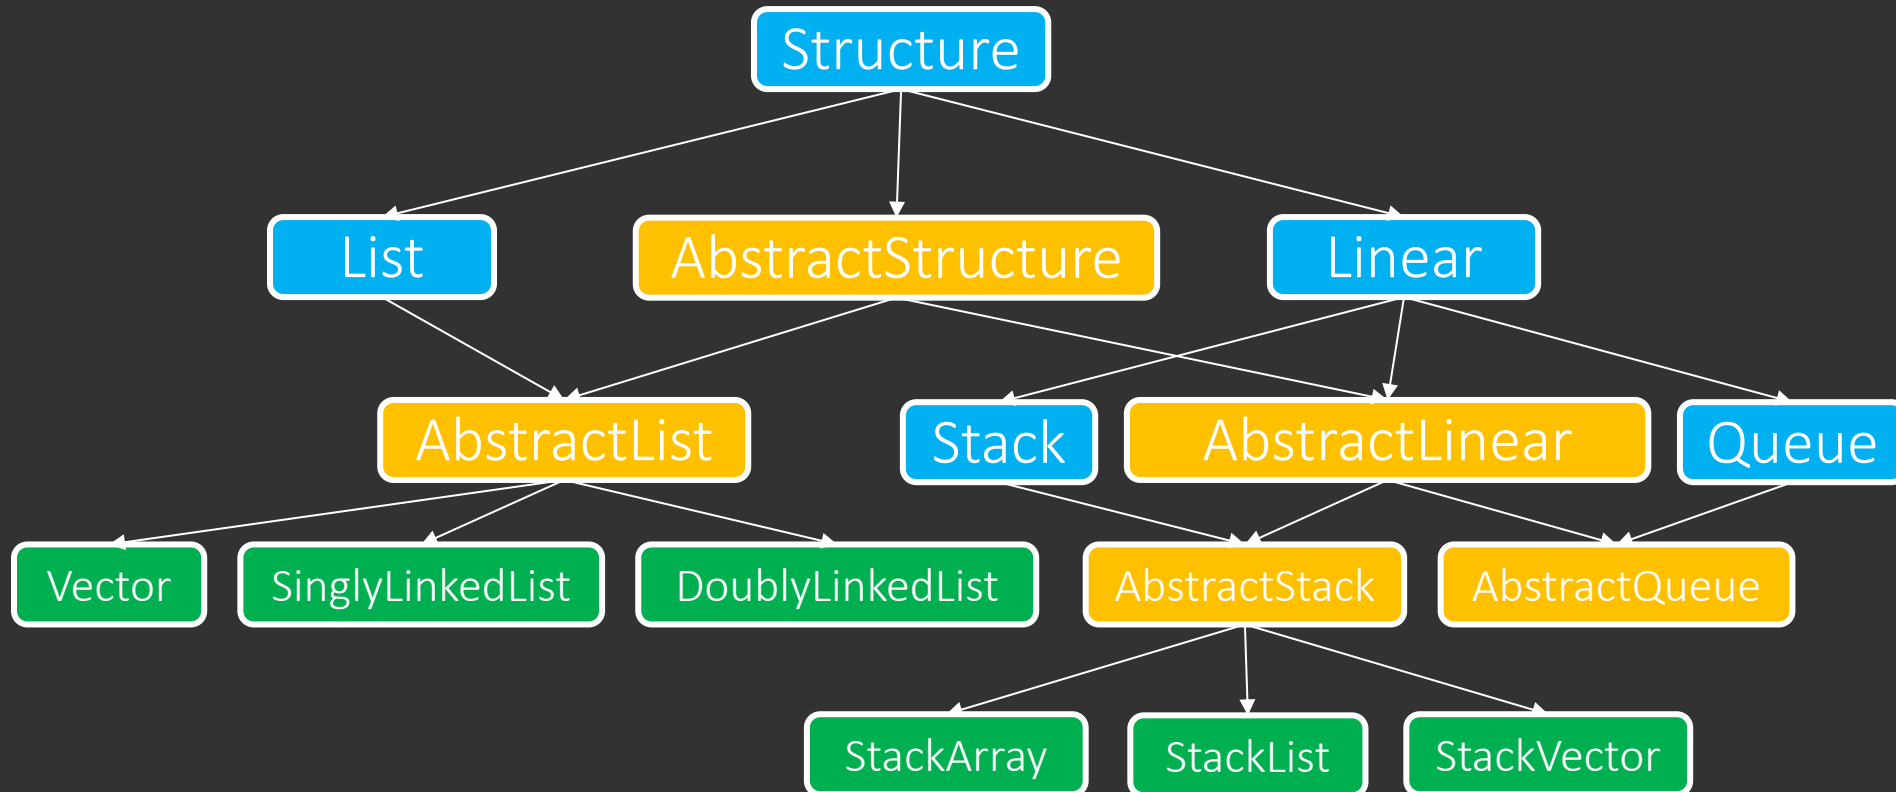 Structure
List
AbstractStructure
Linear
AbstractList
Stack
AbstractLinear
Queue
Vector
SinglyLinkedList
DoublyLinkedList
AbstractStack
AbstractQueue
StackArray
StackList
StackVector